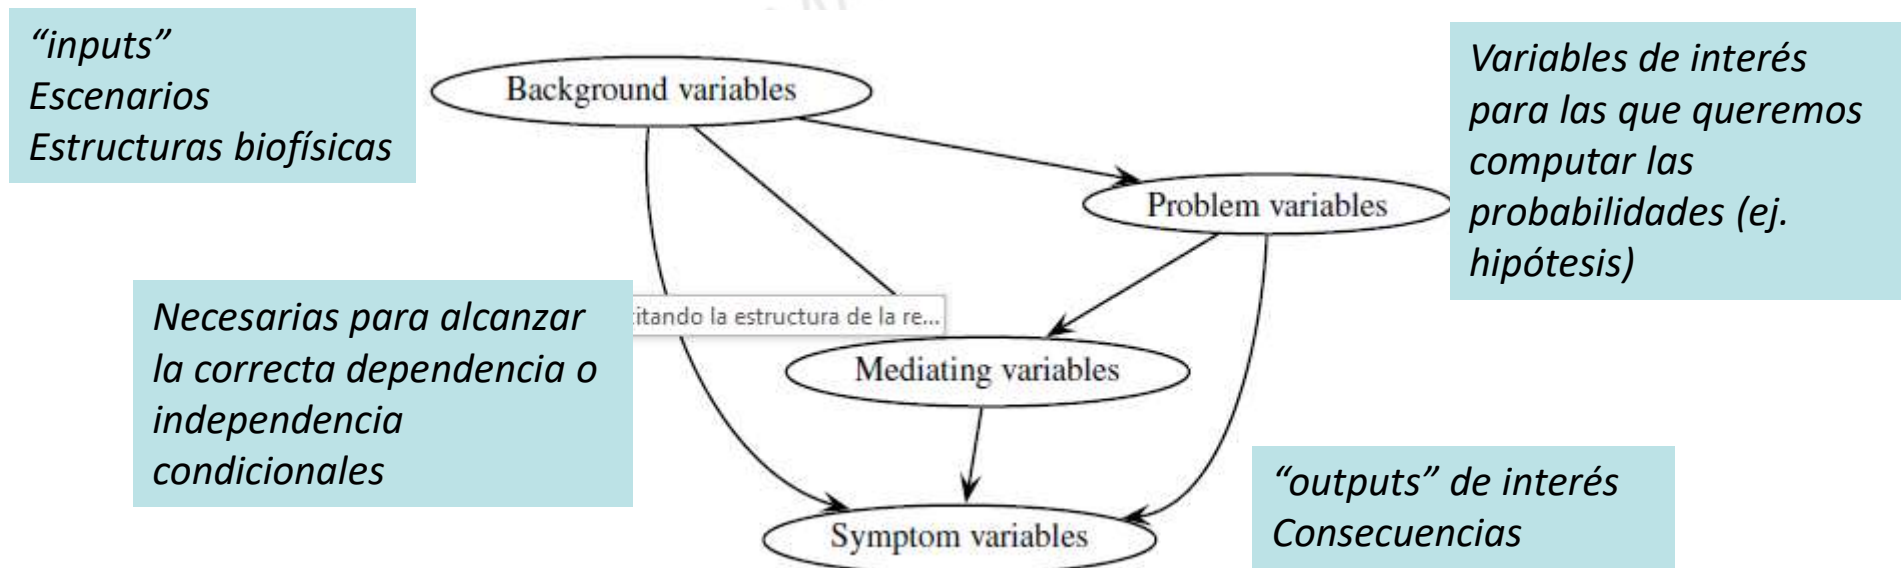 “inputs”
Escenarios
Estructuras biofísicas
Background variables
Variables de interés
para las que queremos
computar las
probabilidades (ej.
hipótesis)
Problem variables
Necesarias para alcanzar
la correcta dependencia o
independencia
condicionales
la estructura de la re...
Mediating variables
“outputs” de interés
Consecuencias
Symptom variables